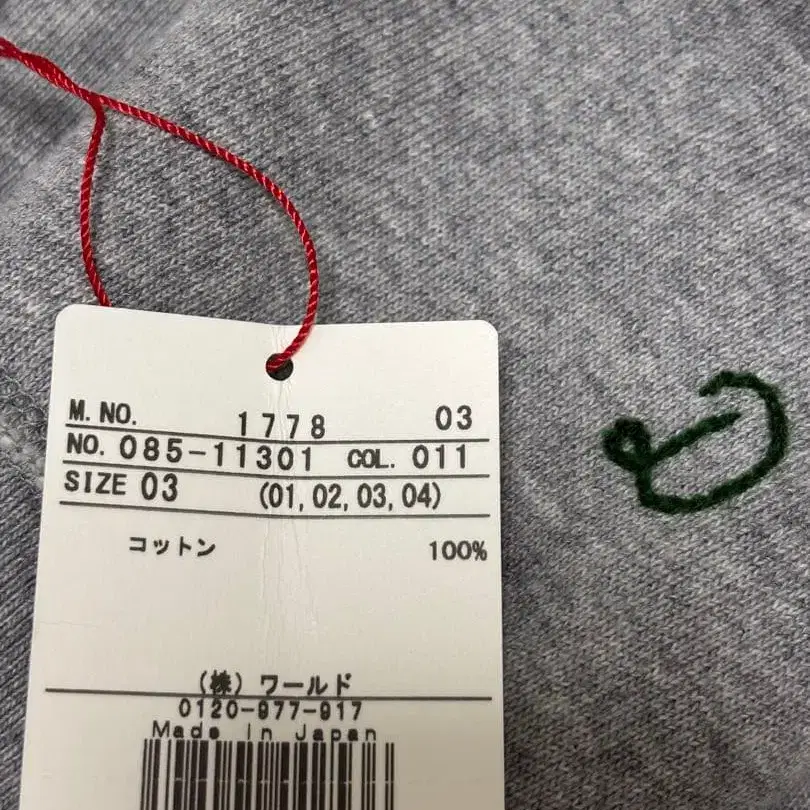 M. NO. 1778 03
NO. 085-11301 COL. 011
SIZE 03 (01, 02, 03, 04)
コットン 100%
(株) ワールド
0120-977-917
Made in Japan